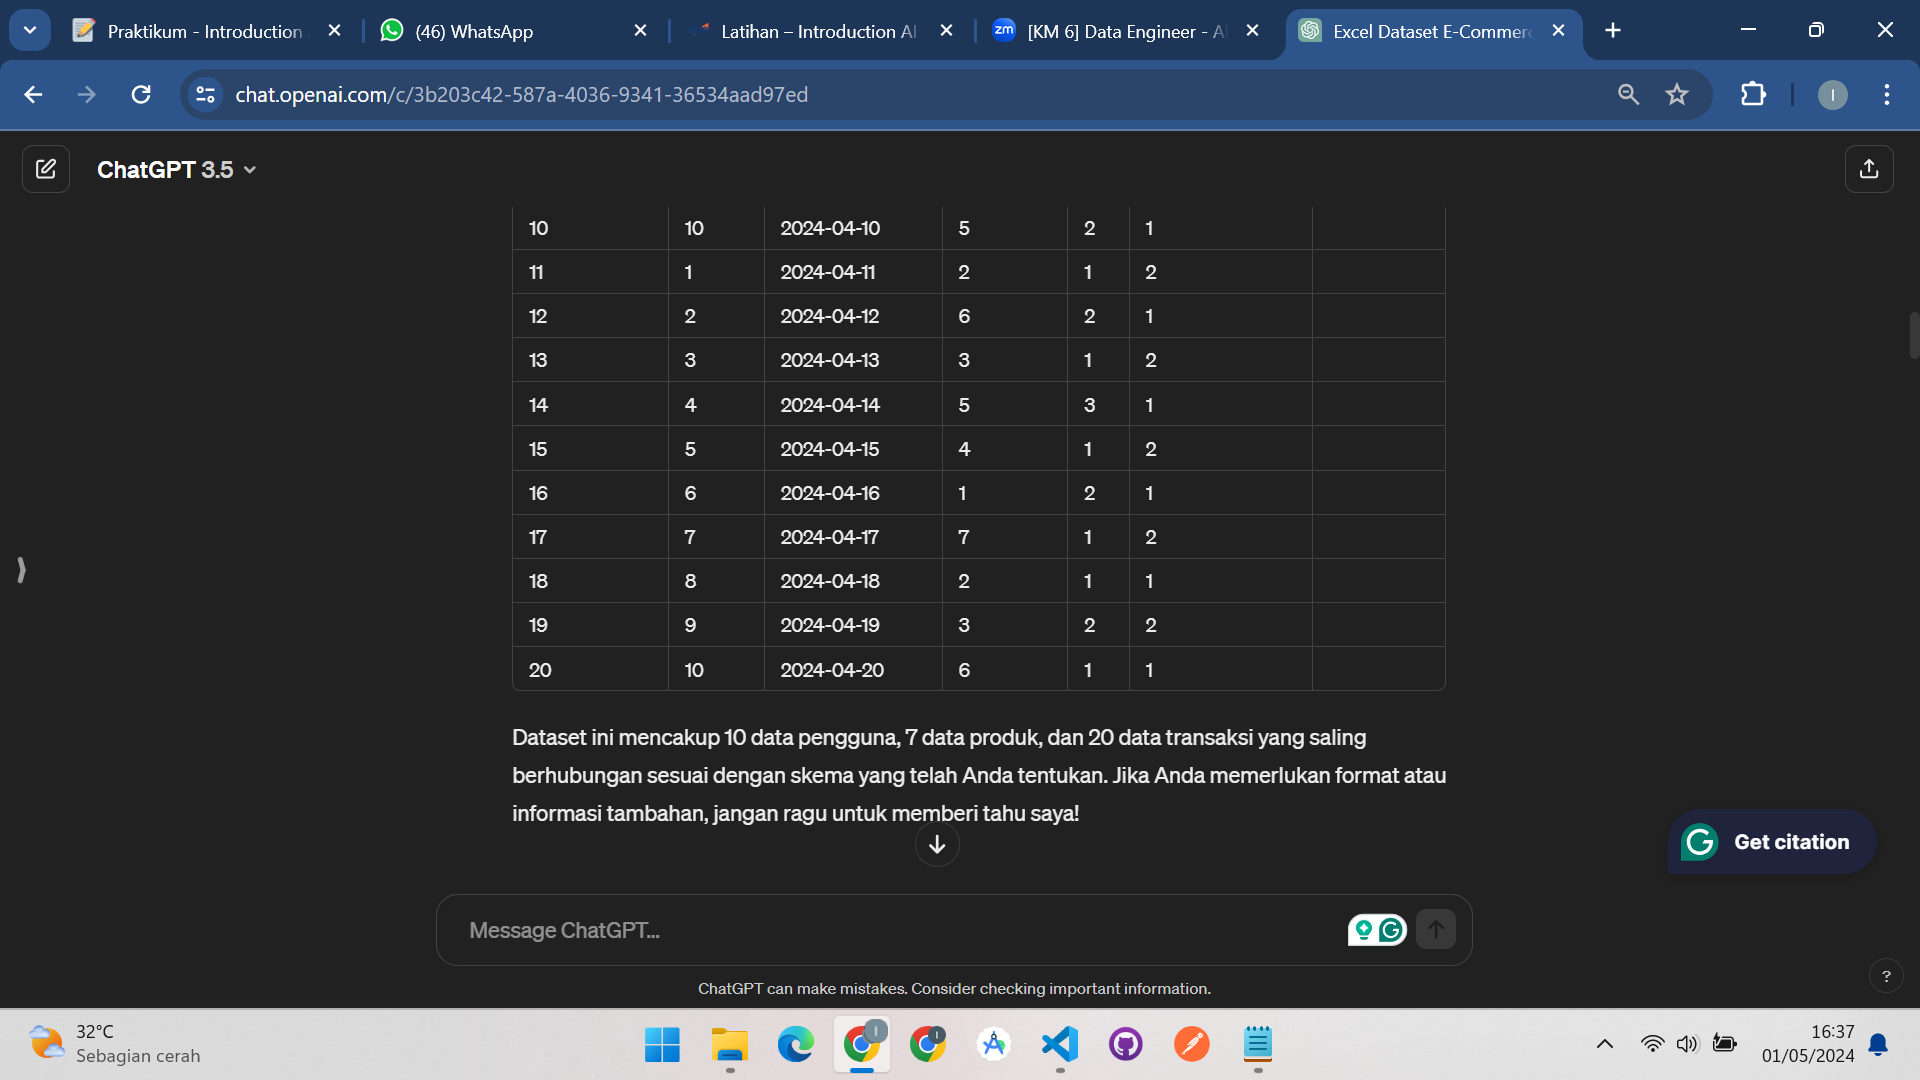 Praktikum - Introduction
(46) WhatsApp
Latihan – Introduction AI
zm [KM 6] Data Engineer - A
Excel Dataset E-Commerc
chat.openai.com/c/3b203c42-587a-4036-9341-36534aad97ed
I
ChatGPT 3.5
10 10 2024-04-10 5 2 1
11 1 2024-04-11 2 1 2
12 2 2024-04-12 6 2 1
13 3 2024-04-13 3 1 2
14 4 2024-04-14 5 3 1
15 5 2024-04-15 4 1 2
16 6 2024-04-16 1 2 1
17 7 2024-04-17 7 1 2
18 8 2024-04-18 2 1 1
19 9 2024-04-19 3 2 2
20 10 2024-04-20 6 1 1
Dataset ini mencakup 10 data pengguna, 7 data produk, dan 20 data transaksi yang saling
berhubungan sesuai dengan skema yang telah Anda tentukan. Jika Anda memerlukan format atau
informasi tambahan, jangan ragu untuk memberi tahu saya!
Get citation
Message ChatGPT...
ChatGPT can make mistakes. Consider checking important information.
?
32°C
Sebagian cerah
16:37
01/05/2024